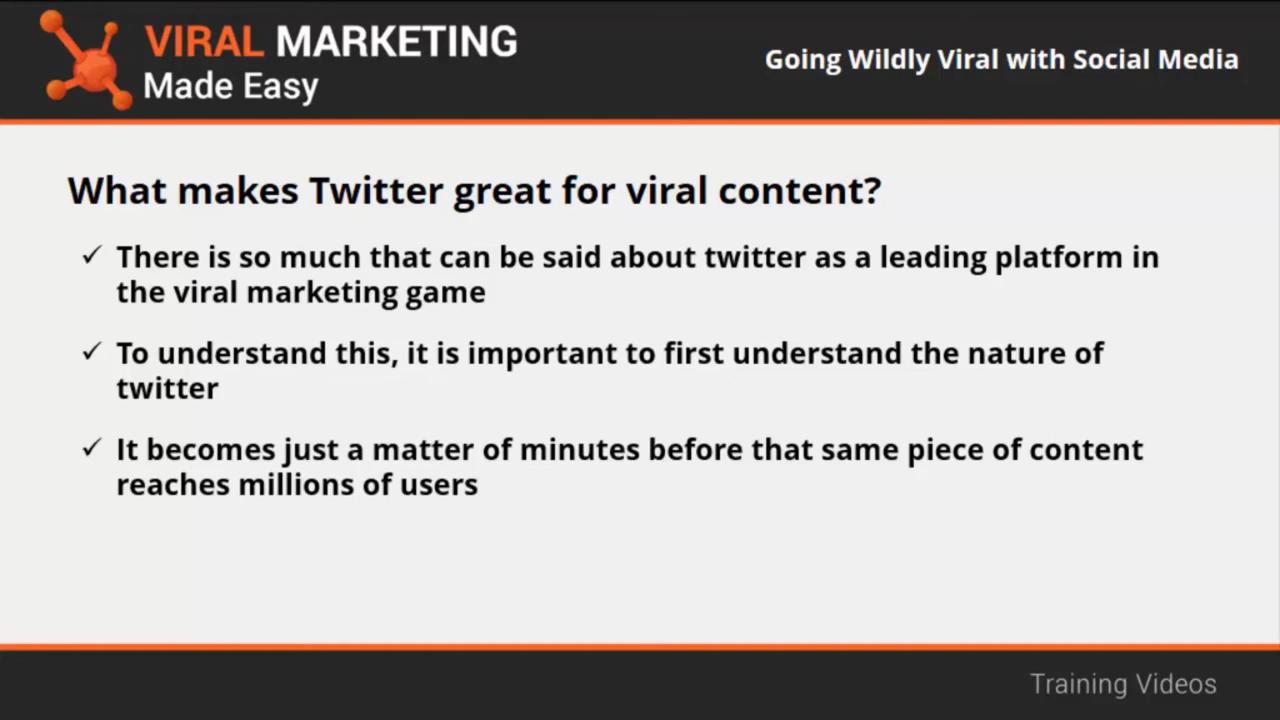 VIRAL MARKETING
Made Easy
Going Wildly Viral with Social Media
What makes Twitter great for viral content?
✓ There is so much that can be said about twitter as a leading platform in
the viral marketing game
✓ To understand this, it is important to first understand the nature of
twitter
✓ It becomes just a matter of minutes before that same piece of content
reaches millions of users
Training Videos